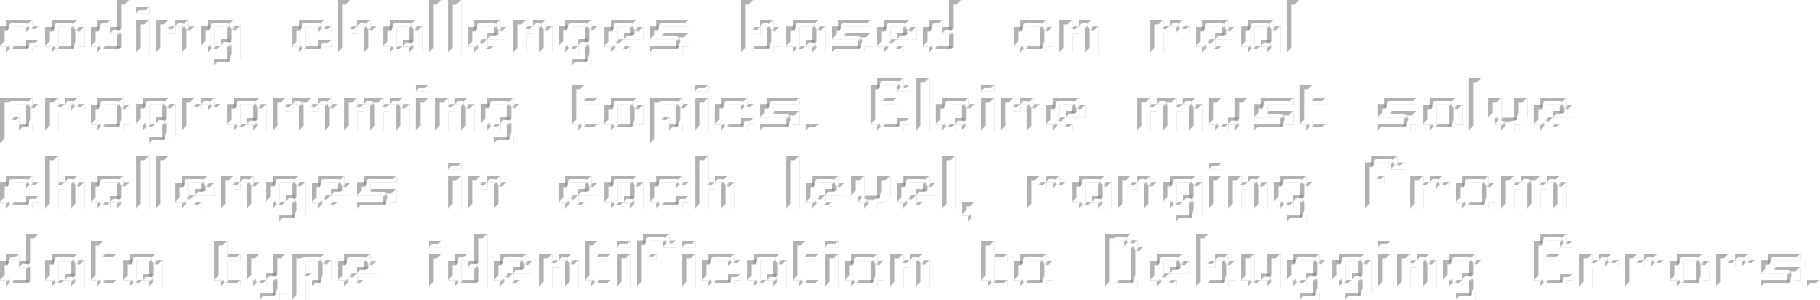 coding challenges based on real
programming topics. Elaine must solve
challenges in each level, ranging from
data type identification to Debugging Errors.